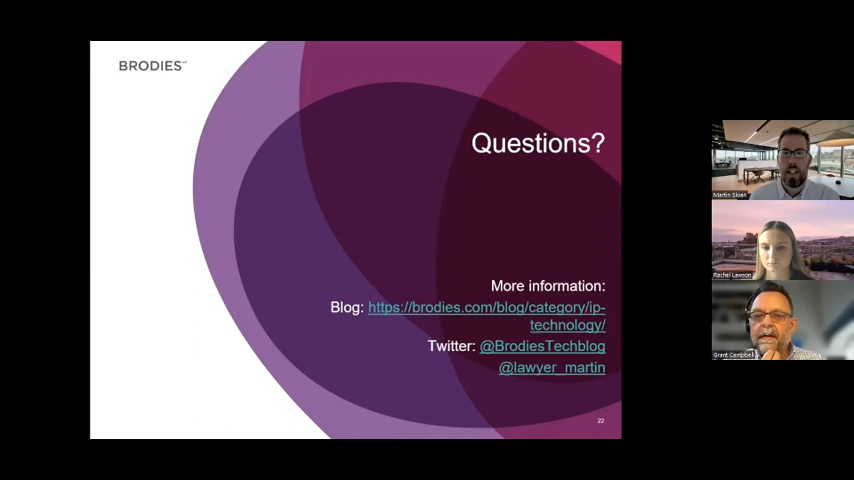 BRODIES
Questions?
More information:
Blog: https://brodies.com/blog/category/ip-
technology/
Twitter: @BrodiesTechblog
@lawyer_martin
22
Martin Sloan
Rachel Lawson
Grant Campbell